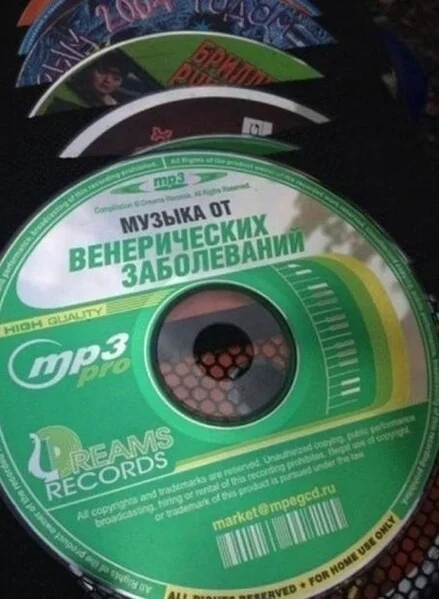 2004 ГОДОМ
mp3
Compilation © Dreams Records. All Rights Reserved.
МУЗЫКА ОТ
ВЕНЕРИЧЕСКИХ
ЗАБОЛЕВАНИЙ
HIGH QUALITY
mp3
pro
DREAMS
RECORDS
All copyrights and trademarks are reserved. Unauthorized copying, public performance
broadcasting, hiring or rental of this recording prohibites. Illegal use of copyright
or trademark of this product is pursued under the law.
market@mpegcd.ru
ALL RIGHTS RESERVED • FOR HOME USE ONLY